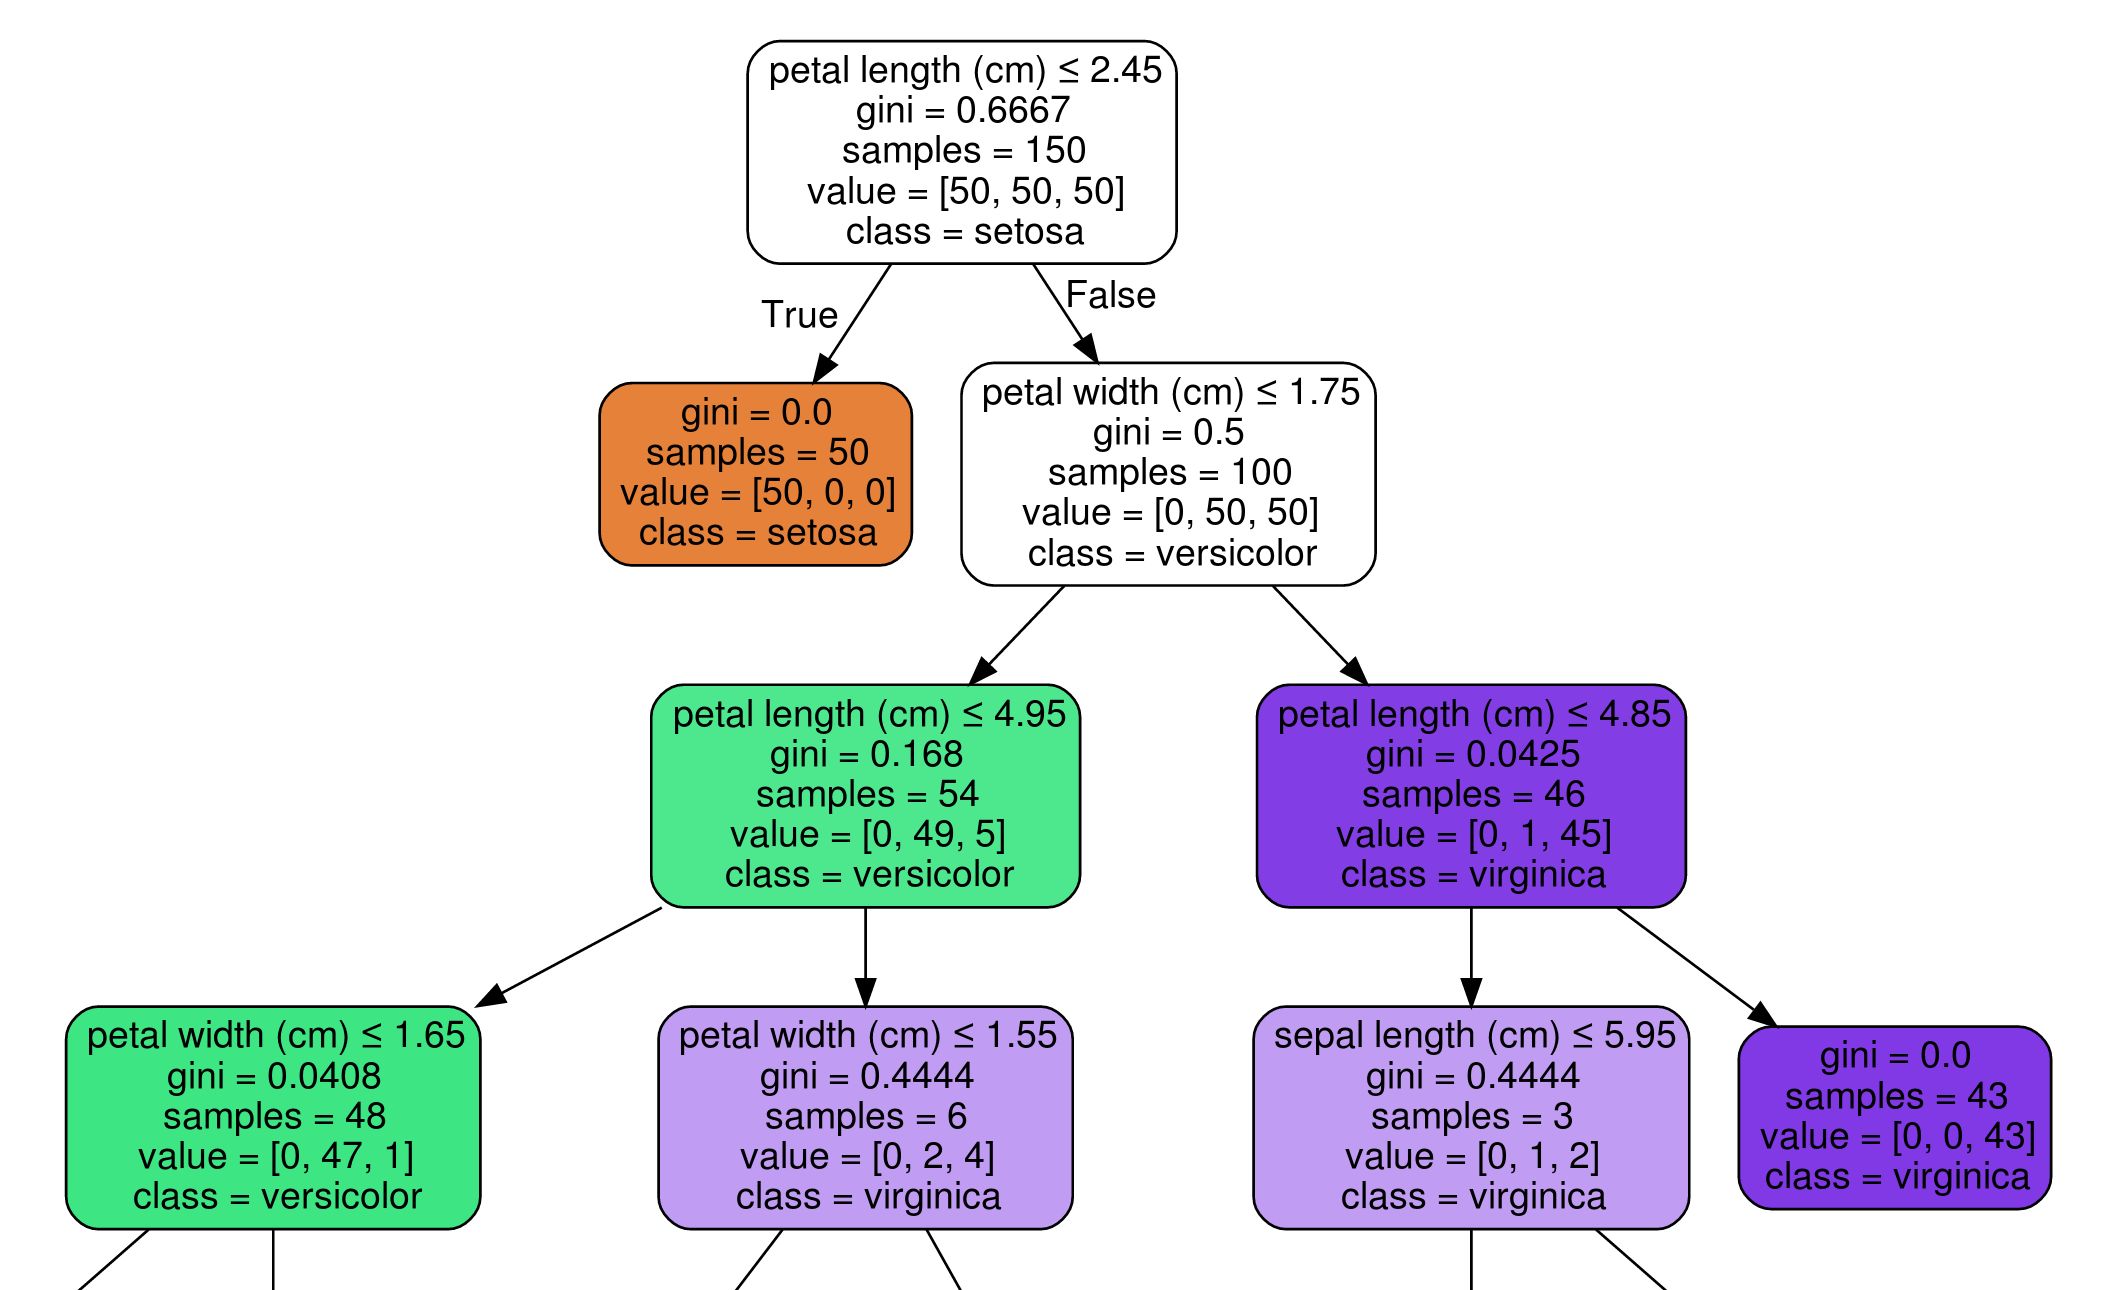 petal length (cm) ≤ 2.45
gini = 0.6667
samples = 150
value = [50, 50, 50]
class = setosa
True
False
gini = 0.0
samples = 50
value = [50, 0, 0]
class = setosa
petal width (cm) ≤ 1.75
gini = 0.5
samples = 100
value = [0, 50, 50]
class = versicolor
petal length (cm) ≤ 4.95
gini = 0.168
samples = 54
value = [0, 49, 5]
class = versicolor
petal length (cm) ≤ 4.85
gini = 0.0425
samples = 46
value = [0, 1, 45]
class = virginica
petal width (cm) ≤ 1.65
gini = 0.0408
samples = 48
value = [0, 47, 1]
class = versicolor
petal width (cm) ≤ 1.55
gini = 0.4444
samples = 6
value = [0, 2, 4]
class = virginica
sepal length (cm) ≤ 5.95
gini = 0.4444
samples = 3
value = [0, 1, 2]
class = virginica
gini = 0.0
samples = 43
value = [0, 0, 43]
class = virginica